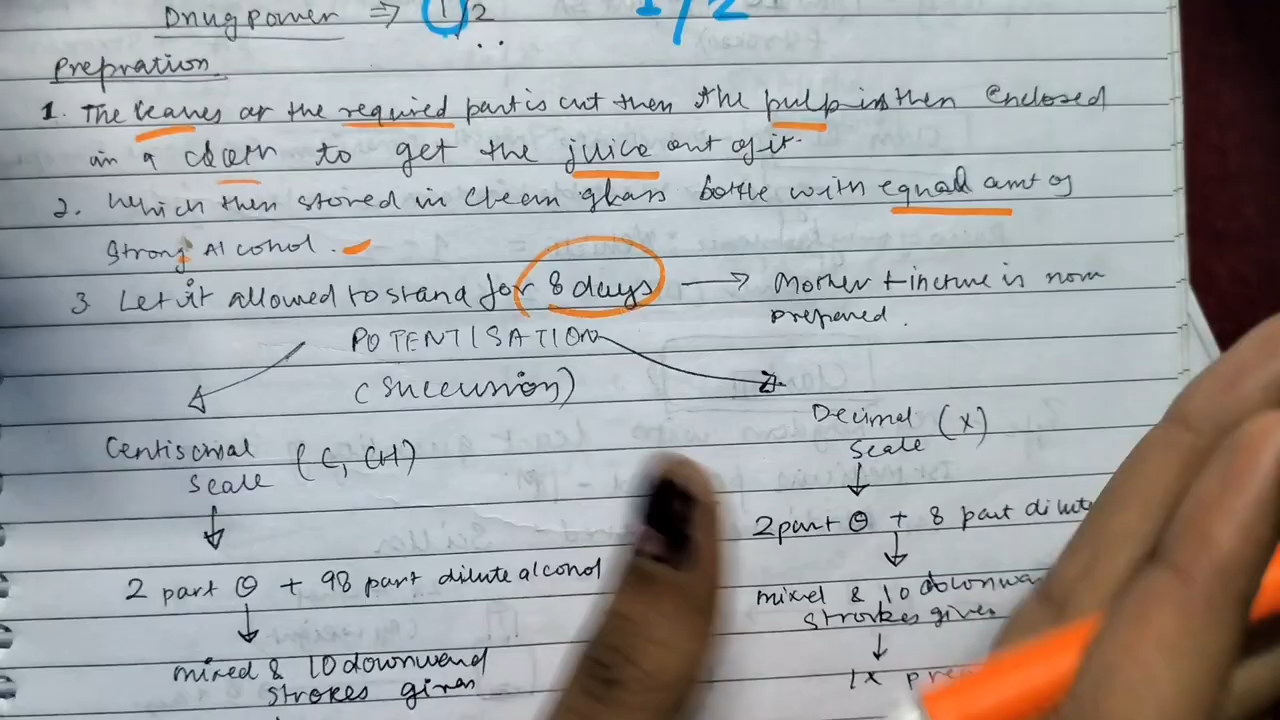 Drug power ⇒ 1/2
1/2
Prepration
1. The leaves or the required part is cut then the pulp is then enclosed
in a cloth to get the juice out of it.
2. Which then stored in clean glass bottle with equal amt of
Strong Alcohol.
3 Let it allowed to stand for 8 days → Mother tincture is now
prepared.
POTENTISATION
(Succussion)
Centiscmal
Scale (C, CH)
Decimal
Scale (X)
2 part θ + 98 part dilute alcohol
2 part θ + 8 part dilute
mixed & 10 downward
strokes given
mixed & 10 downwa
strokes given
1X pre